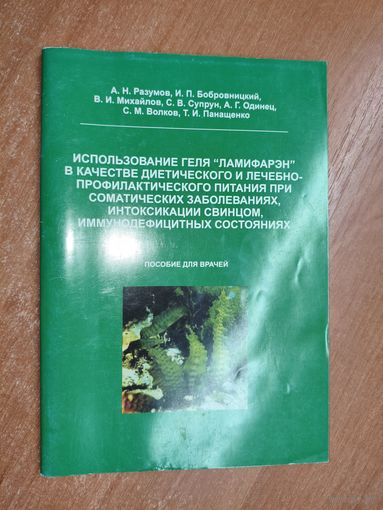 А. Н. Разумов, И. П. Бобровницкий,
В. И. Михайлов, С. В. Супрун, А. Г. Одинец,
С. М. Волков, Т. И. Панащенко
ИСПОЛЬЗОВАНИЕ ГЕЛЯ "ЛАМИФАРЭН"
В КАЧЕСТВЕ ДИЕТИЧЕСКОГО И ЛЕЧЕБНО-
ПРОФИЛАКТИЧЕСКОГО ПИТАНИЯ ПРИ
СОМАТИЧЕСКИХ ЗАБОЛЕВАНИЯХ,
ИНТОКСИКАЦИИ СВИНЦОМ,
ИММУНОДЕФИЦИТНЫХ СОСТОЯНИЯХ
ПОСОБИЕ ДЛЯ ВРАЧЕЙ